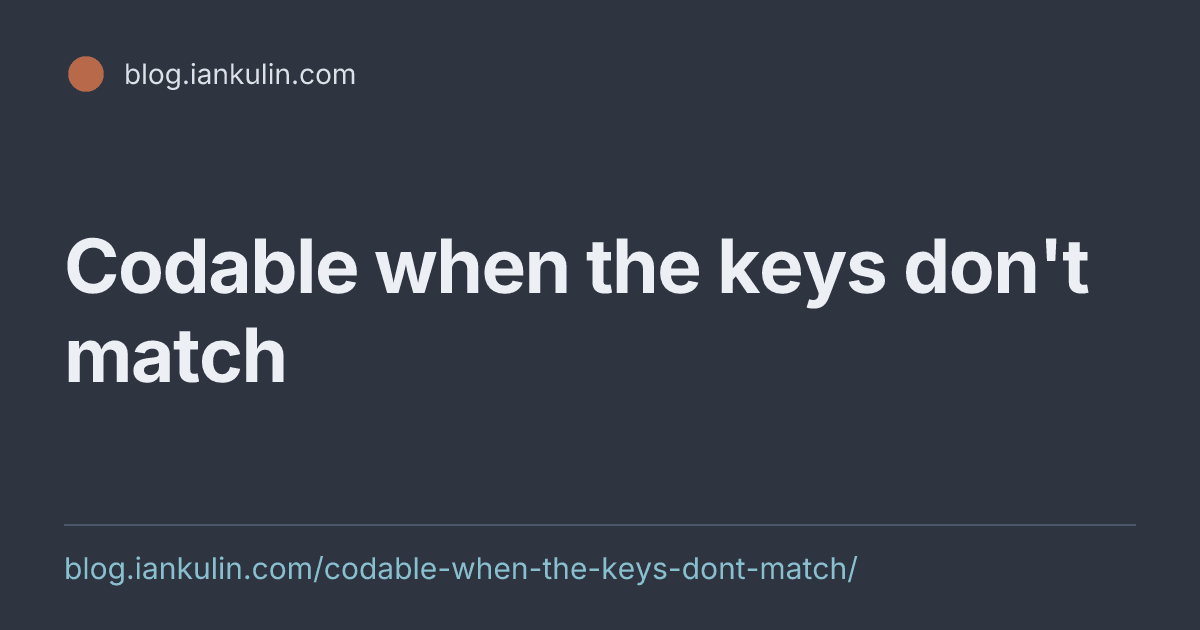 blog.iankulin.com
Codable when the keys don't
match
blog.iankulin.com/codable-when-the-keys-dont-match/